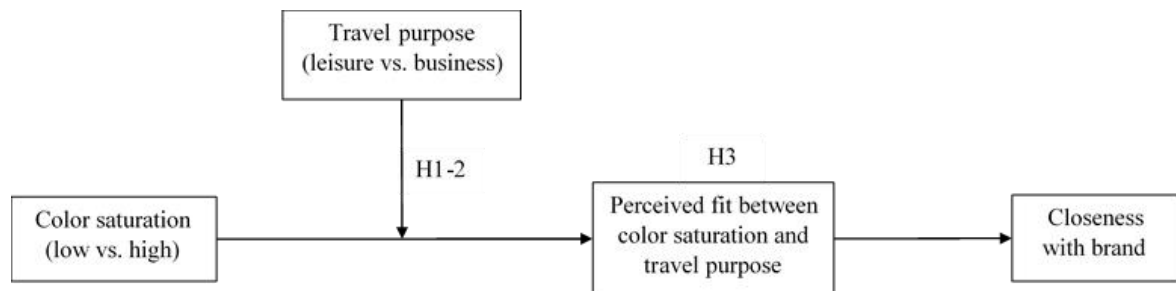 Travel purpose
(leisure vs. business)
H1-2
H3
Color saturation
(low vs. high)
Perceived fit between
color saturation and
travel purpose
Closeness
with brand